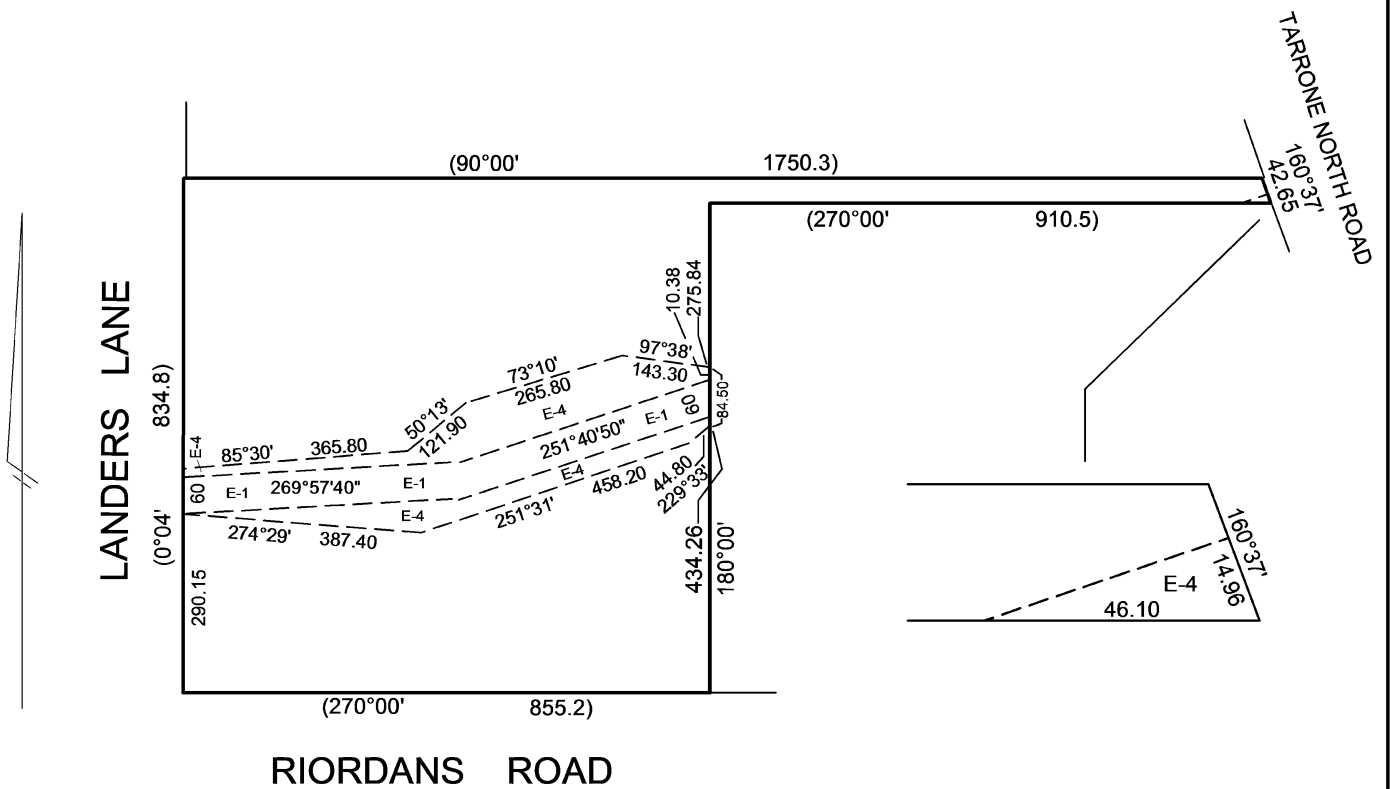 TARRONE NORTH ROAD
160°37'
42.65
(90°00' 1750.3)
(270°00' 910.5)
LANDERS LANE
834.8)
(0°04'
10.38
275.84
97°38'
143.30
73°10'
265.80
84.50
50°13'
121.90
E-4
E-1
60
251°40'50"
E-4
85°30' 365.80
E-4
60
E-1
269°57'40"
E-1
E-4
458.20
251°31'
44.80
229°33'
274°29' 387.40
290.15
434.26
180°00'
160°37'
14.96
E-4
46.10
(270°00' 855.2)
RIORDANS ROAD